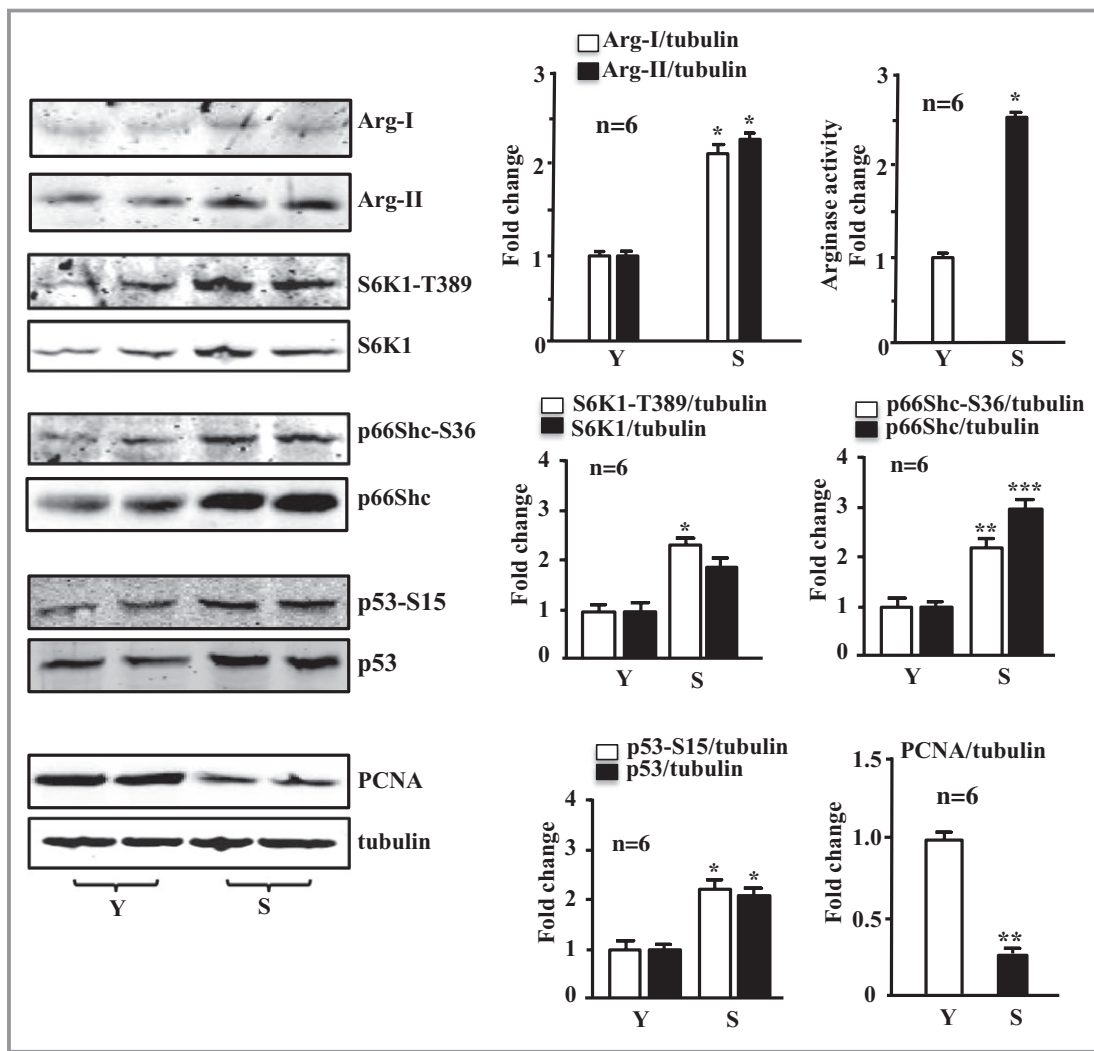 Arg-I
Arg-II
S6K1-T389
S6K1
p66Shc-S36
p66Shc
p53-S15
p53
PCNA
tubulin
Y
S
Arg-I/tubulin
Arg-II/tubulin
3
n=6
*
*
2
Fold change
1
0
Y
S
3
n=6
*
2
Arginase activity
Fold change
1
0
Y
S
S6K1-T389/tubulin
S6K1/tubulin
4
n=6
3
*
2
Fold change
1
0
Y
S
p66Shc-S36/tubulin
p66Shc/tubulin
4
n=6
***
3
**
2
Fold change
1
0
Y
S
p53-S15/tubulin
p53/tubulin
4
n=6
3
*
*
2
Fold change
1
0
Y
S
PCNA/tubulin
1.5
n=6
1.0
Fold change
0.5
**
0
Y
S